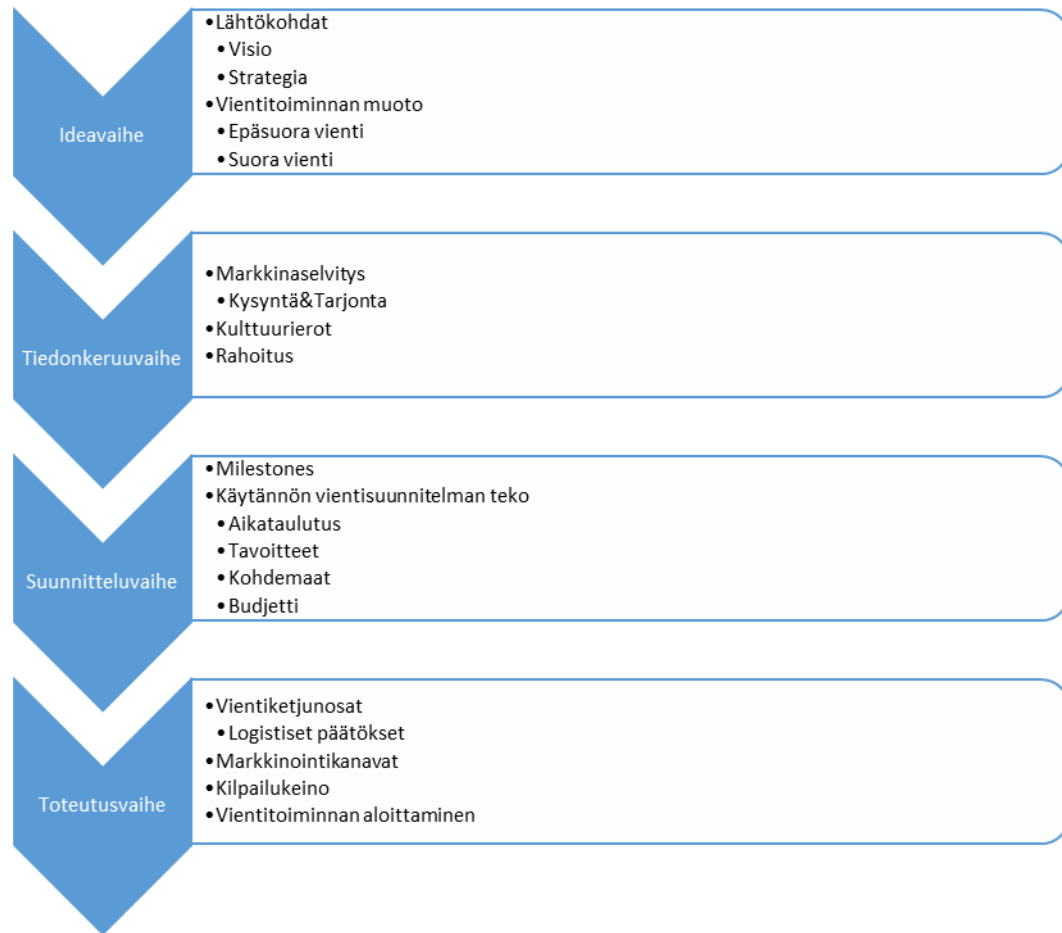 Ideavaihe
•Lähtökohdat
•Visio
•Strategia
•Vientitoiminnan muoto
•Epäsuora vienti
•Suora vienti
Tiedonkeruuvaihe
•Markkinaselvitys
•Kysyntä&Tarjonta
•Kulttuurierot
•Rahoitus
Suunnitteluvaihe
•Milestones
•Käytännön vientisuunnitelman teko
•Aikataulutus
•Tavoitteet
•Kohdemaat
•Budjetti
Toteutusvaihe
•Vientiketjunosat
•Logistiset päätökset
•Markkinointikanavat
•Kilpailukeino
•Vientitoiminnan aloittaminen